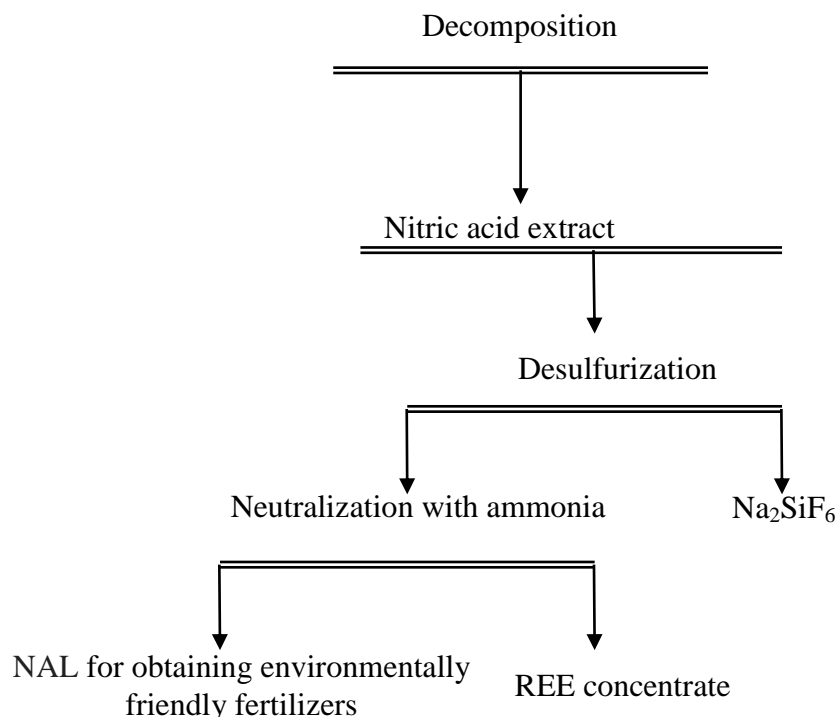 Decomposition
Nitric acid extract
Desulfurization
Neutralization with ammonia
Na₂SiF₆
NAL for obtaining environmentally
friendly fertilizers
REE concentrate